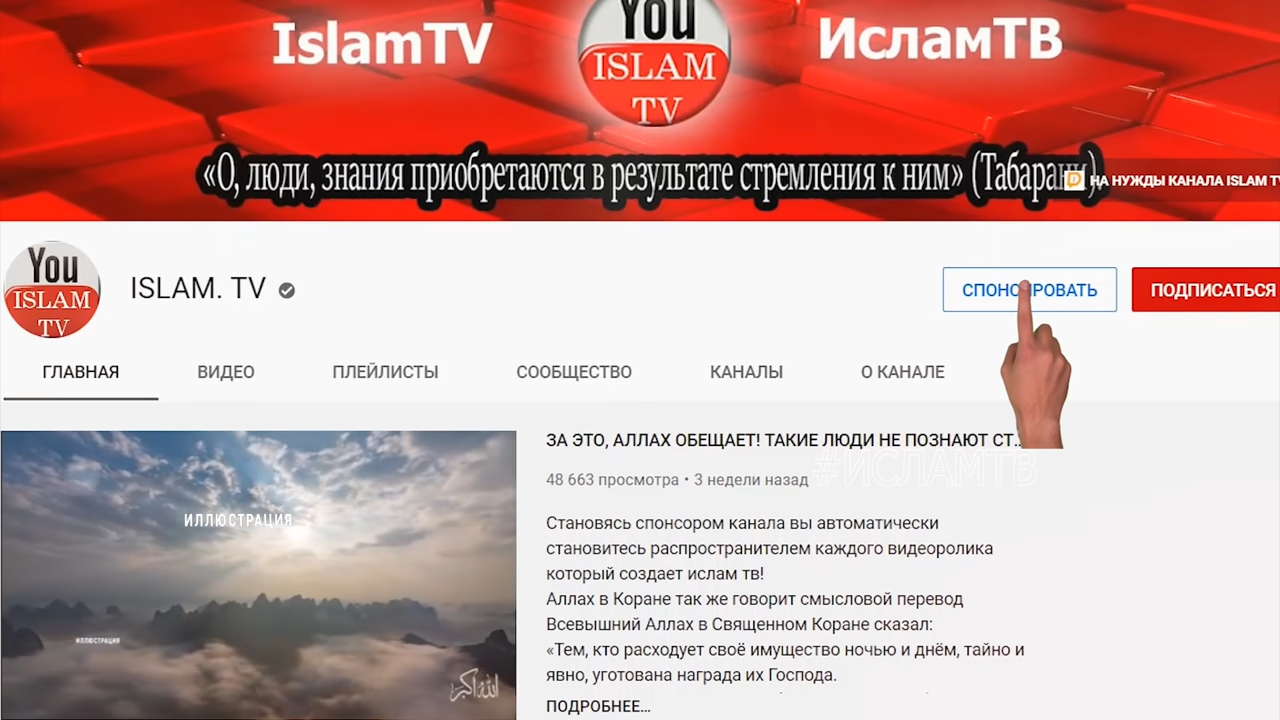 IslamTV
You
ISLAM
TV
ИсламТВ
«О, люди, знания приобретаются в результате стремления к ним» (Табарани).
НА НУЖДЫ КАНАЛА ISLAM TV
You
ISLAM
TV
ISLAM. TV
СПОНСИРОВАТЬ
ПОДПИСАТЬСЯ
ГЛАВНАЯ
ВИДЕО
ПЛЕЙЛИСТЫ
СООБЩЕСТВО
КАНАЛЫ
О КАНАЛЕ
ЗА ЭТО, АЛЛАХ ОБЕЩАЕТ! ТАКИЕ ЛЮДИ НЕ ПОЗНАЮТ СТ...
#ИСЛАМТВ
48 663 просмотра • 3 недели назад
ИЛЛЮСТРАЦИЯ
Становясь спонсором канала вы автоматически
становитесь распространителем каждого видеоролика
который создает ислам тв!
Аллах в Коране так же говорит смысловой перевод
Всевышний Аллах в Священном Коране сказал:
«Тем, кто расходует своё имущество ночью и днём, тайно и
явно, уготована награда их Господа.
ИЛЛЮСТРАЦИЯ
الله أكبر
ПОДРОБНЕЕ...